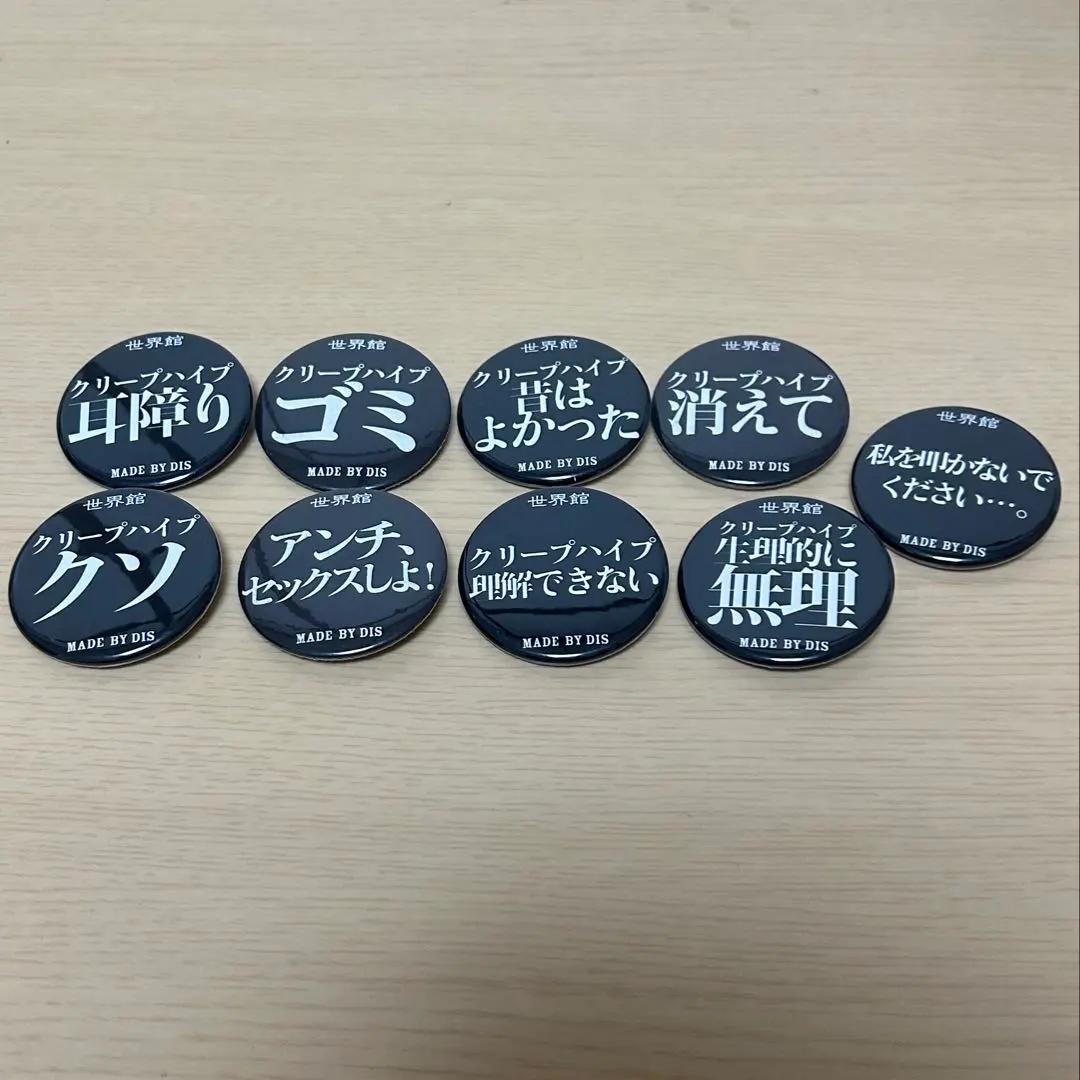 世界館
クリープハイプ
耳障り
MADE BY DIS
世界館
クリープハイプ
ゴミ
MADE BY DIS
世界館
クリープハイプ
昔は
よかった
MADE BY DIS
世界館
クリープハイプ
消えて
MADE BY DIS
世界館
私を叩かないで
ください…。
MADE BY DIS
世界館
クリープハイプ
クソ
MADE BY DIS
世界館
アンチ、
セックスしよ!
MADE BY DIS
世界館
クリープハイプ
理解できない
MADE BY DIS
世界館
クリープハイプ
生理的に
無理
MADE BY DIS